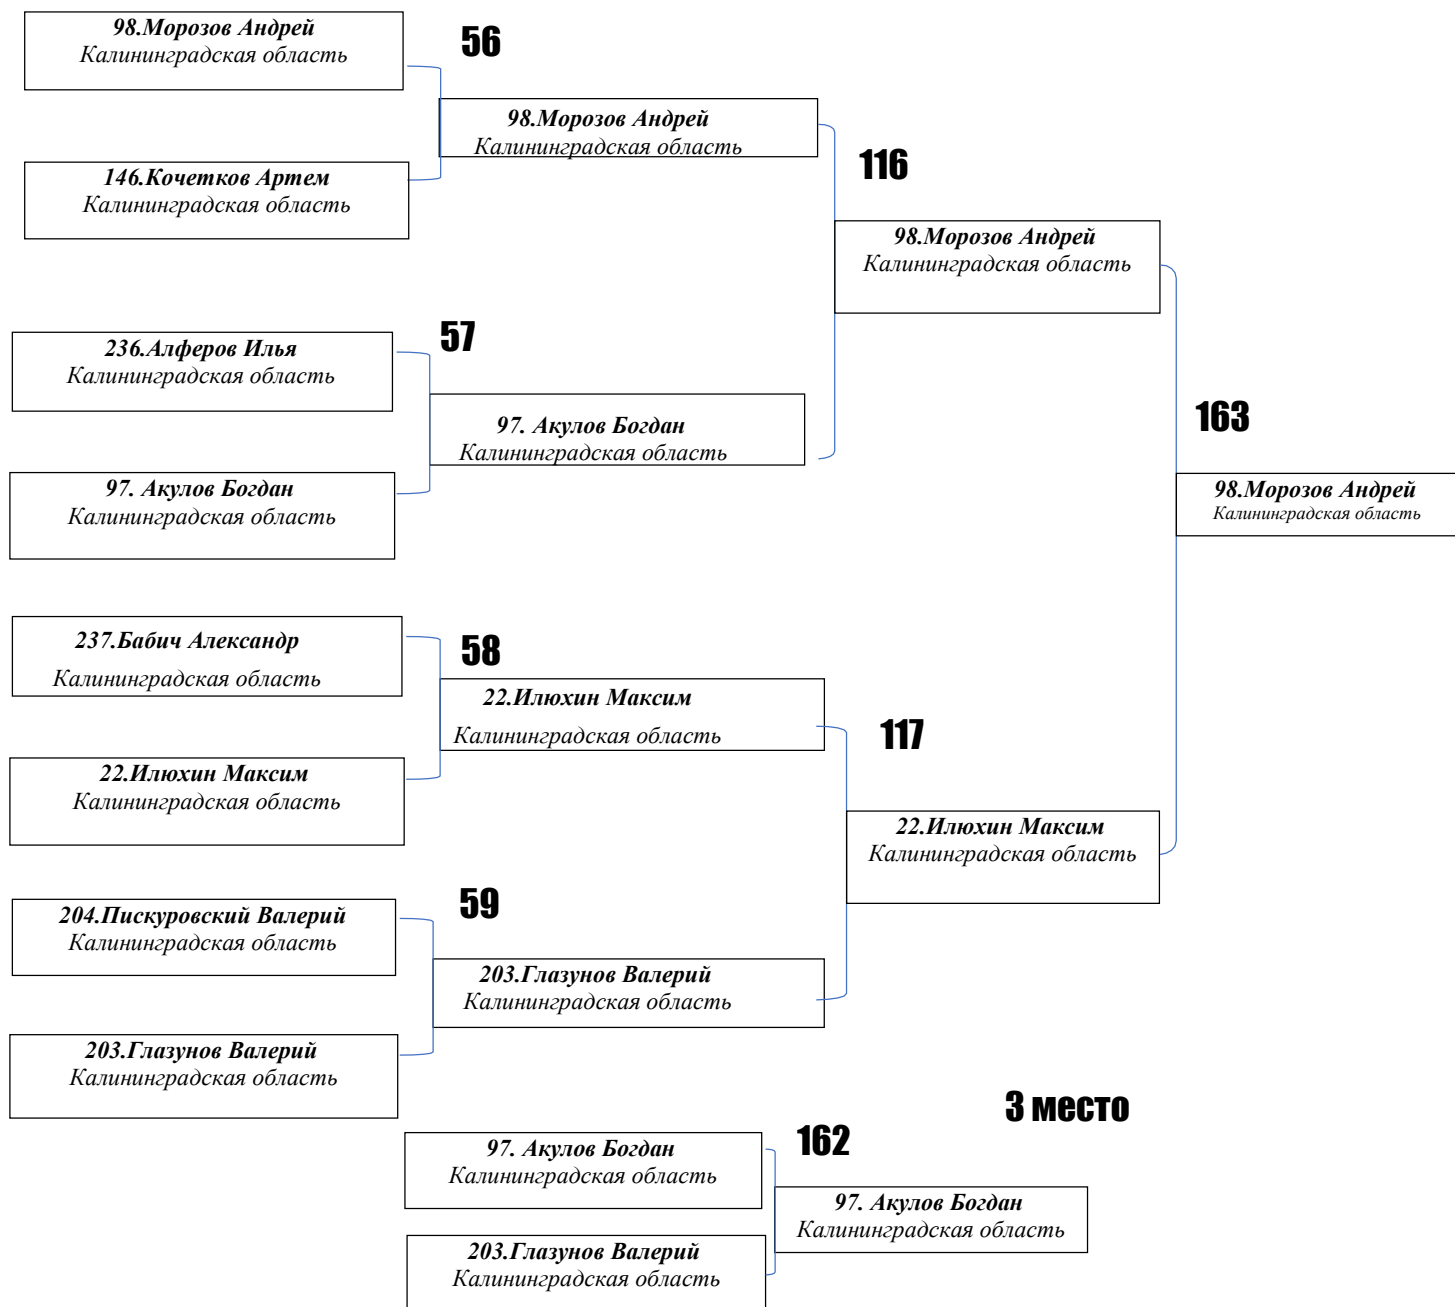 98.Морозов Андрей
Калининградская область
56
98.Морозов Андрей
Калининградская область
146.Кочетков Артем
Калининградская область
116
98.Морозов Андрей
Калининградская область
236.Алферов Илья
Калининградская область
57
97. Акулов Богдан
Калининградская область
97. Акулов Богдан
Калининградская область
163
98.Морозов Андрей
Калининградская область
237.Бабич Александр
Калининградская область
58
22.Илюхин Максим
Калининградская область
22.Илюхин Максим
Калининградская область
117
22.Илюхин Максим
Калининградская область
204.Пискуровский Валерий
Калининградская область
59
203.Глазунов Валерий
Калининградская область
203.Глазунов Валерий
Калининградская область
3 место
97. Акулов Богдан
Калининградская область
162
97. Акулов Богдан
Калининградская область
203.Глазунов Валерий
Калининградская область